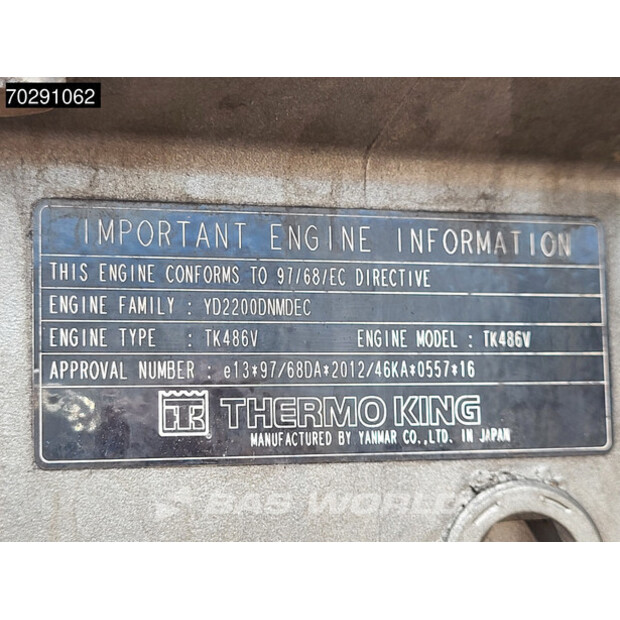 70291062
IMPORTANT ENGINE INFORMATION
THIS ENGINE CONFORMS TO 97/68/EC DIRECTIVE
ENGINE FAMILY : YD2200DNMDEC
ENGINE TYPE : TK486V ENGINE MODEL : TK486V
APPROVAL NUMBER : e13*97/68DA*2012/46KA*0557*16
TK THERMO KING
MANUFACTURED BY YANMAR CO.,LTD. IN JAPAN
BAS WORLD